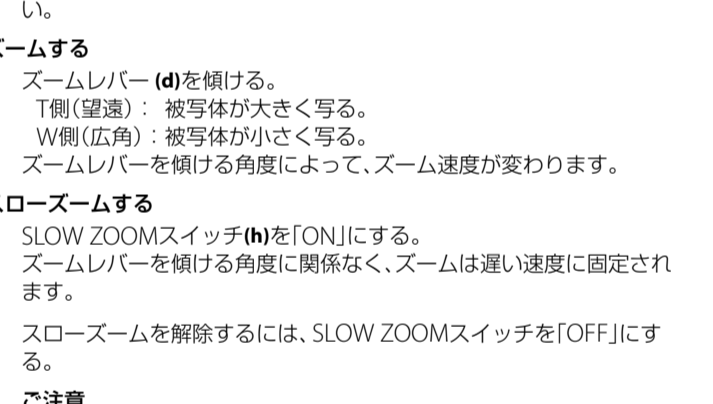 い。
ズームする
ズームレバー(d)を傾ける。
T側(望遠)： 被写体が大きく写る。
W側(広角)：被写体が小さく写る。
ズームレバーを傾ける角度によって、ズーム速度が変わります。
スローズームする
SLOW ZOOMスイッチ(h)を「ON」にする。
ズームレバーを傾ける角度に関係なく、ズームは遅い速度に固定され
ます。
スローズームを解除するには、SLOW ZOOMスイッチを「OFF」にす
る。
ご注意